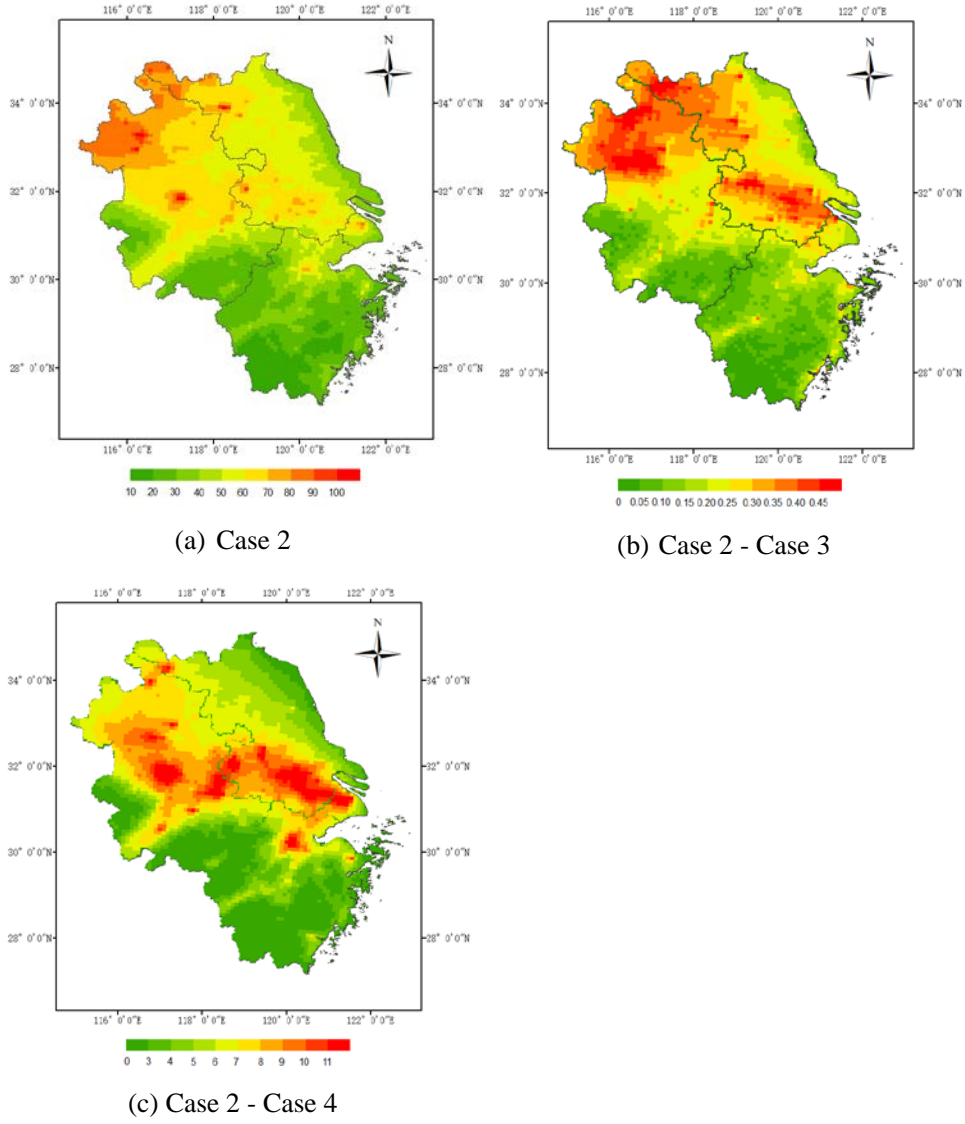 116° 0′0″E 118° 0′0″E 120° 0′0″E 122° 0′0″E
N
34° 0′0″N 34° 0′0″N
32° 0′0″N 32° 0′0″N
30° 0′0″N 30° 0′0″N
28° 0′0″N 28° 0′0″N
116° 0′0″E 118° 0′0″E 120° 0′0″E 122° 0′0″E
10 20 30 40 50 60 70 80 90 100
(a) Case 2
116° 0′0″E 118° 0′0″E 120° 0′0″E 122° 0′0″E
N
34° 0′0″N 34° 0′0″N
32° 0′0″N 32° 0′0″N
30° 0′0″N 30° 0′0″N
28° 0′0″N 28° 0′0″N
116° 0′0″E 118° 0′0″E 120° 0′0″E 122° 0′0″E
0 0.05 0.10 0.15 0.20 0.25 0.30 0.35 0.40 0.45
(b) Case 2 - Case 3
116° 0′0″E 118° 0′0″E 120° 0′0″E 122° 0′0″E
N
34° 0′0″N 34° 0′0″N
32° 0′0″N 32° 0′0″N
30° 0′0″N 30° 0′0″N
28° 0′0″N 28° 0′0″N
116° 0′0″E 118° 0′0″E 120° 0′0″E 122° 0′0″E
0 3 4 5 6 7 8 9 10 11
(c) Case 2 - Case 4